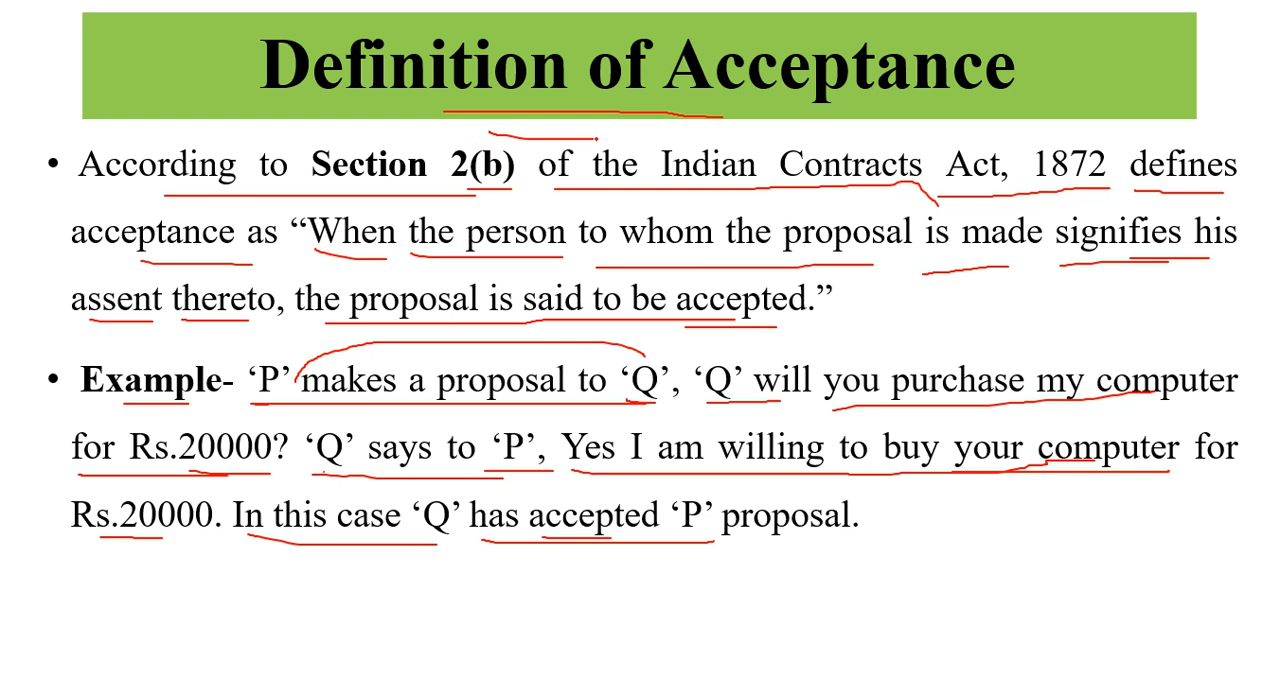 Definition of Acceptance
• According to Section 2(b) of the Indian Contracts Act, 1872 defines
acceptance as “When the person to whom the proposal is made signifies his
assent thereto, the proposal is said to be accepted.”
• Example- ‘P’ makes a proposal to ‘Q’, ‘Q’ will you purchase my computer
for Rs.20000? ‘Q’ says to ‘P’, Yes I am willing to buy your computer for
Rs.20000. In this case ‘Q’ has accepted ‘P’ proposal.